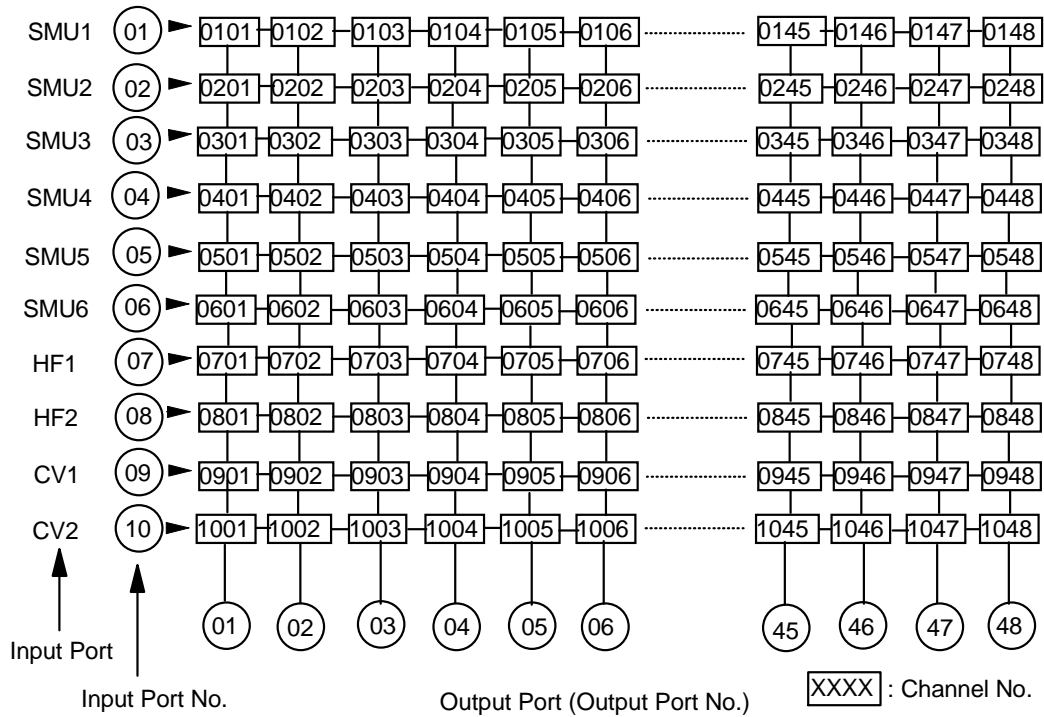 SMU1 01 0101 0102 0103 0104 0105 0106 0145 0146 0147 0148
SMU2 02 0201 0202 0203 0204 0205 0206 0245 0246 0247 0248
SMU3 03 0301 0302 0303 0304 0305 0306 0345 0346 0347 0348
SMU4 04 0401 0402 0403 0404 0405 0406 0445 0446 0447 0448
SMU5 05 0501 0502 0503 0504 0505 0506 0545 0546 0547 0548
SMU6 06 0601 0602 0603 0604 0605 0606 0645 0646 0647 0648
HF1 07 0701 0702 0703 0704 0705 0706 0745 0746 0747 0748
HF2 08 0801 0802 0803 0804 0805 0806 0845 0846 0847 0848
CV1 09 0901 0902 0903 0904 0905 0906 0945 0946 0947 0948
CV2 10 1001 1002 1003 1004 1005 1006 1045 1046 1047 1048
01 02 03 04 05 06 45 46 47 48
Input Port
Input Port No.
Output Port (Output Port No.)
XXXX : Channel No.